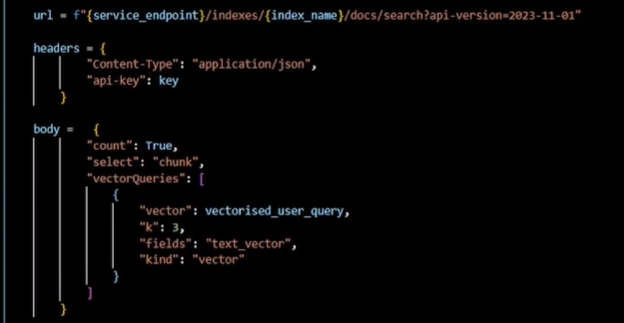 url = f"{service_endpoint}/indexes/{index_name}/docs/search?api-version=2023-11-01"
headers = {
"Content-Type": "application/json",
"api-key": key
}
body = {
"count": True,
"select": "chunk",
"vectorQueries": [
{
"vector": vectorised_user_query,
"k": 3,
"fields": "text_vector",
"kind": "vector"
}
]
}